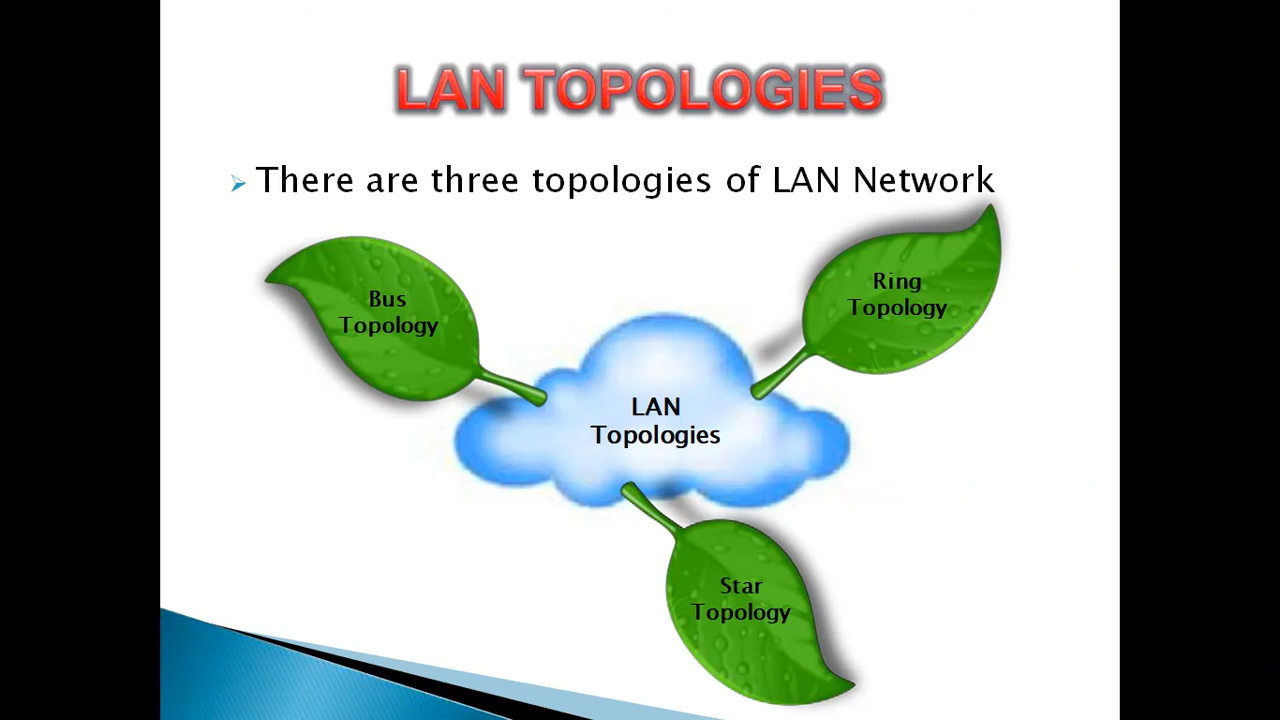 LAN TOPOLOGIES
There are three topologies of LAN Network
Bus
Topology
Ring
Topology
LAN
Topologies
Star
Topology